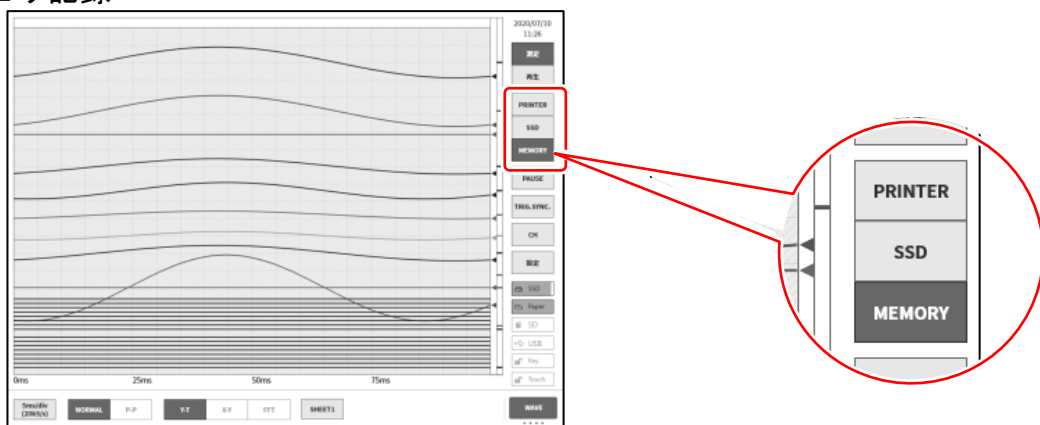 2020/07/10
11:26
測定
再生
PRINTER
SSD
MEMORY
PAUSE
TRIG.SYNC.
CH
設定
SSD
Paper
SD
USB
Key
Touch
0ms 25ms 50ms 75ms
5ms/div
(20kS/s)
NORMAL P-P Y-T X-Y FFT SHEET1 WAVE
PRINTER
SSD
MEMORY